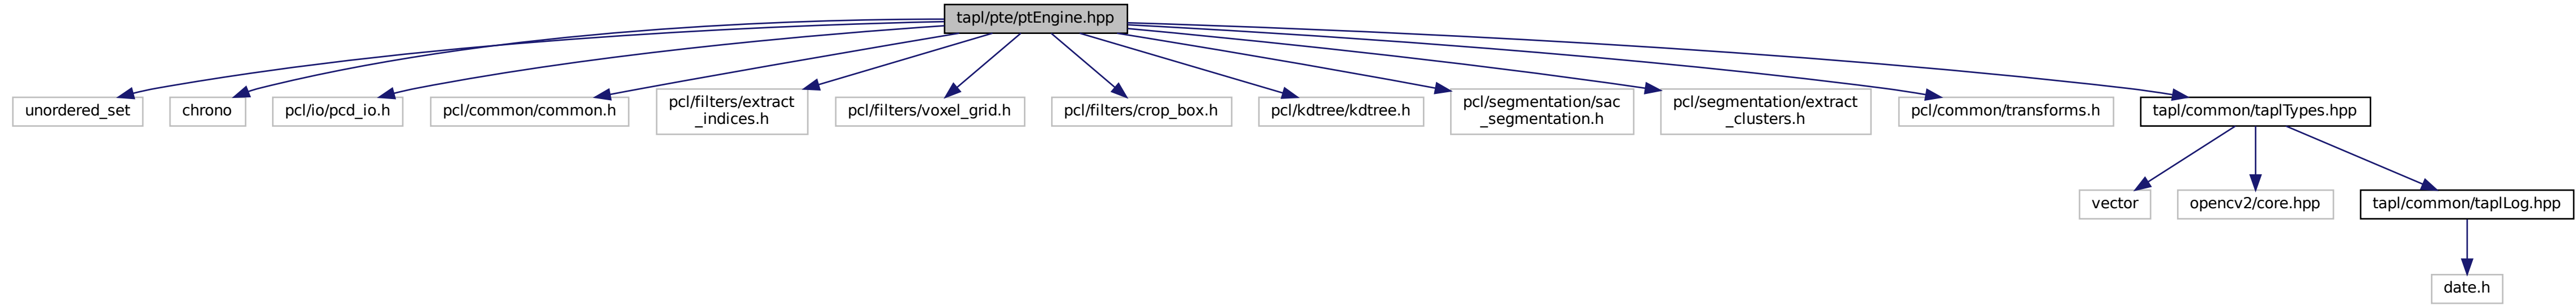 tapl/pte/ptEngine.hpp
unordered_set
chrono
pcl/io/pcd_io.h
pcl/common/common.h
pcl/filters/extract
_indices.h
pcl/filters/voxel_grid.h
pcl/filters/crop_box.h
pcl/kdtree/kdtree.h
pcl/segmentation/sac
_segmentation.h
pcl/segmentation/extract
_clusters.h
pcl/common/transforms.h
tapl/common/taplTypes.hpp
vector
opencv2/core.hpp
tapl/common/taplLog.hpp
date.h